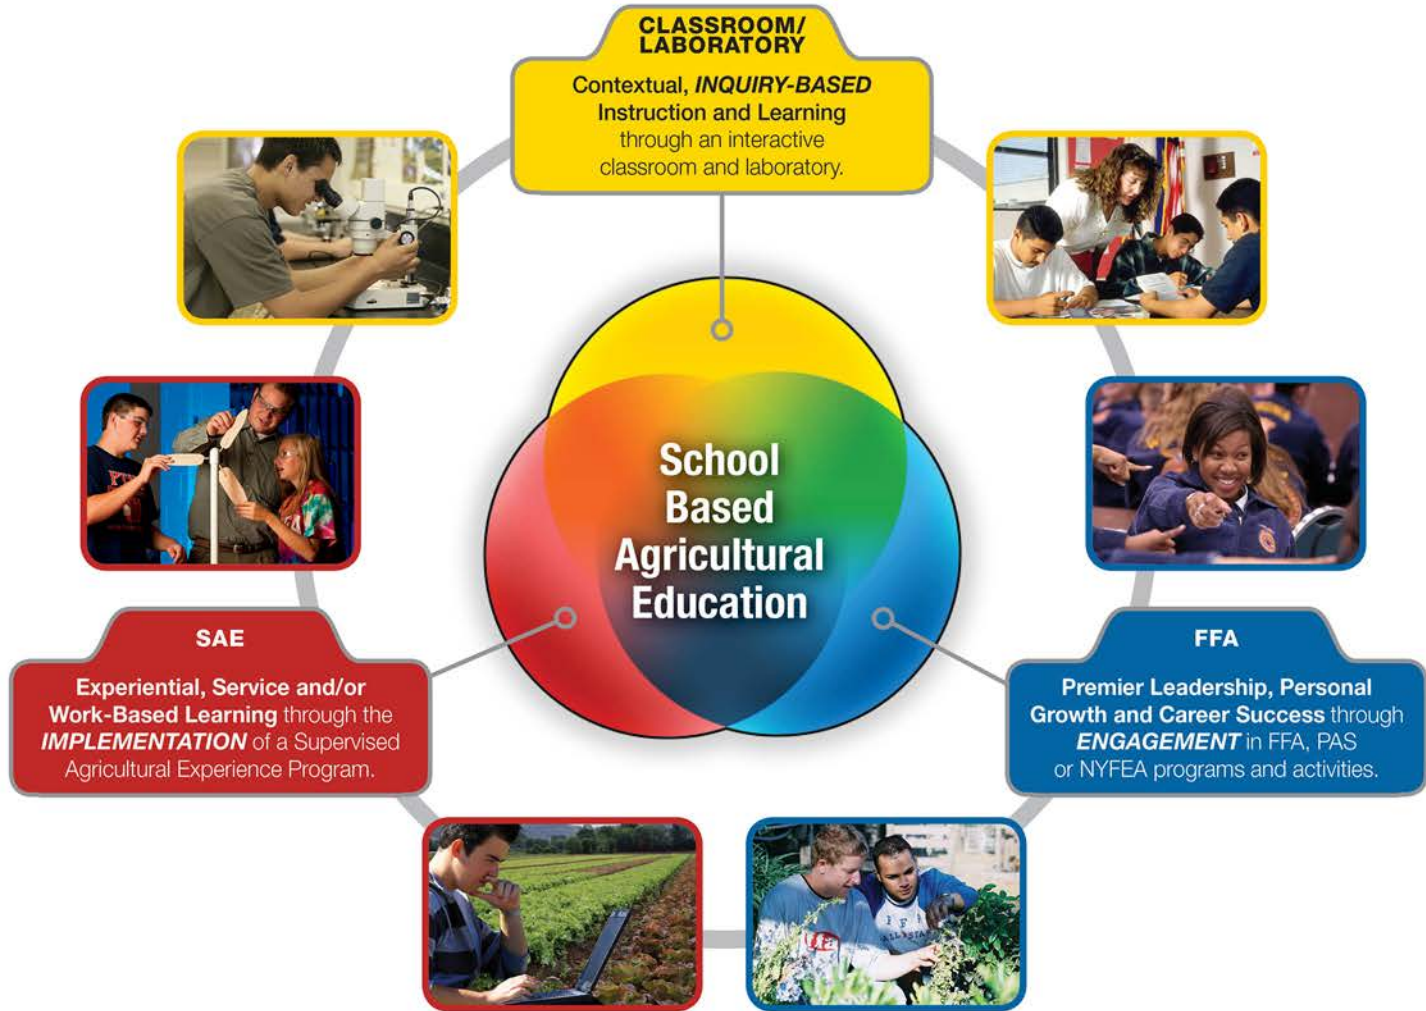 CLASSROOM/
LABORATORY
Contextual, INQUIRY-BASED
Instruction and Learning
through an interactive
classroom and laboratory.
School
Based
Agricultural
Education
SAE
Experiential, Service and/or
Work-Based Learning through the
IMPLEMENTATION of a Supervised
Agricultural Experience Program.
FFA
Premier Leadership, Personal
Growth and Career Success through
ENGAGEMENT in FFA, PAS
or NYFEA programs and activities.